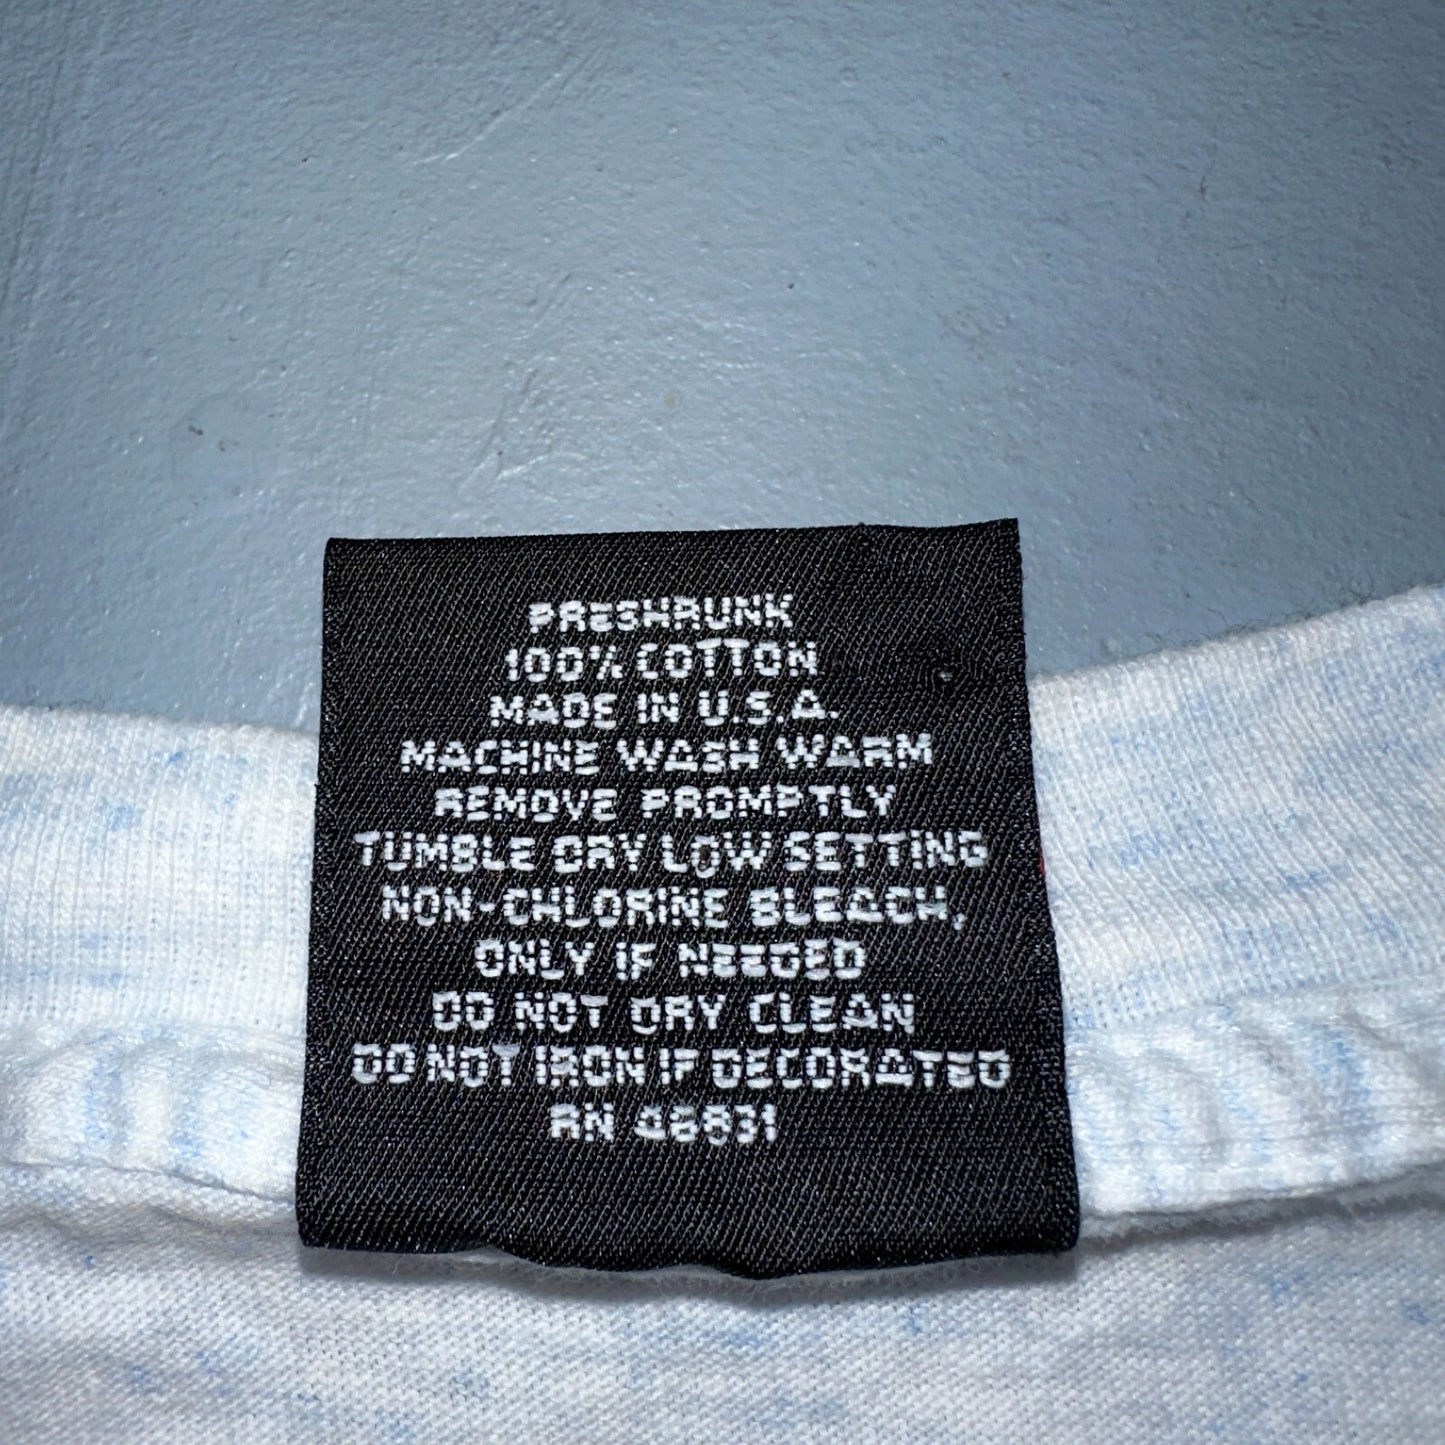 PRESHRUNK
100% COTTON
MADE IN U.S.A.
MACHINE WASH WARM
REMOVE PROMPTLY
TUMBLE DRY LOW SETTING
NON-CHLORINE BLEACH,
ONLY IF NEEDED
DO NOT DRY CLEAN
DO NOT IRON IF DECORATED
RN